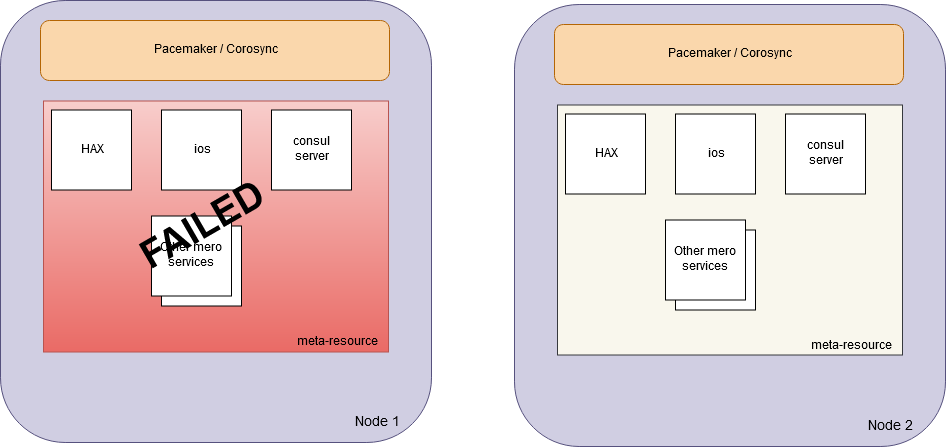 Pacemaker / Corosync
HAX
ios
consul
server
FAILED
Other mero
services
meta-resource
Node 1
Pacemaker / Corosync
HAX
ios
consul
server
Other mero
services
meta-resource
Node 2